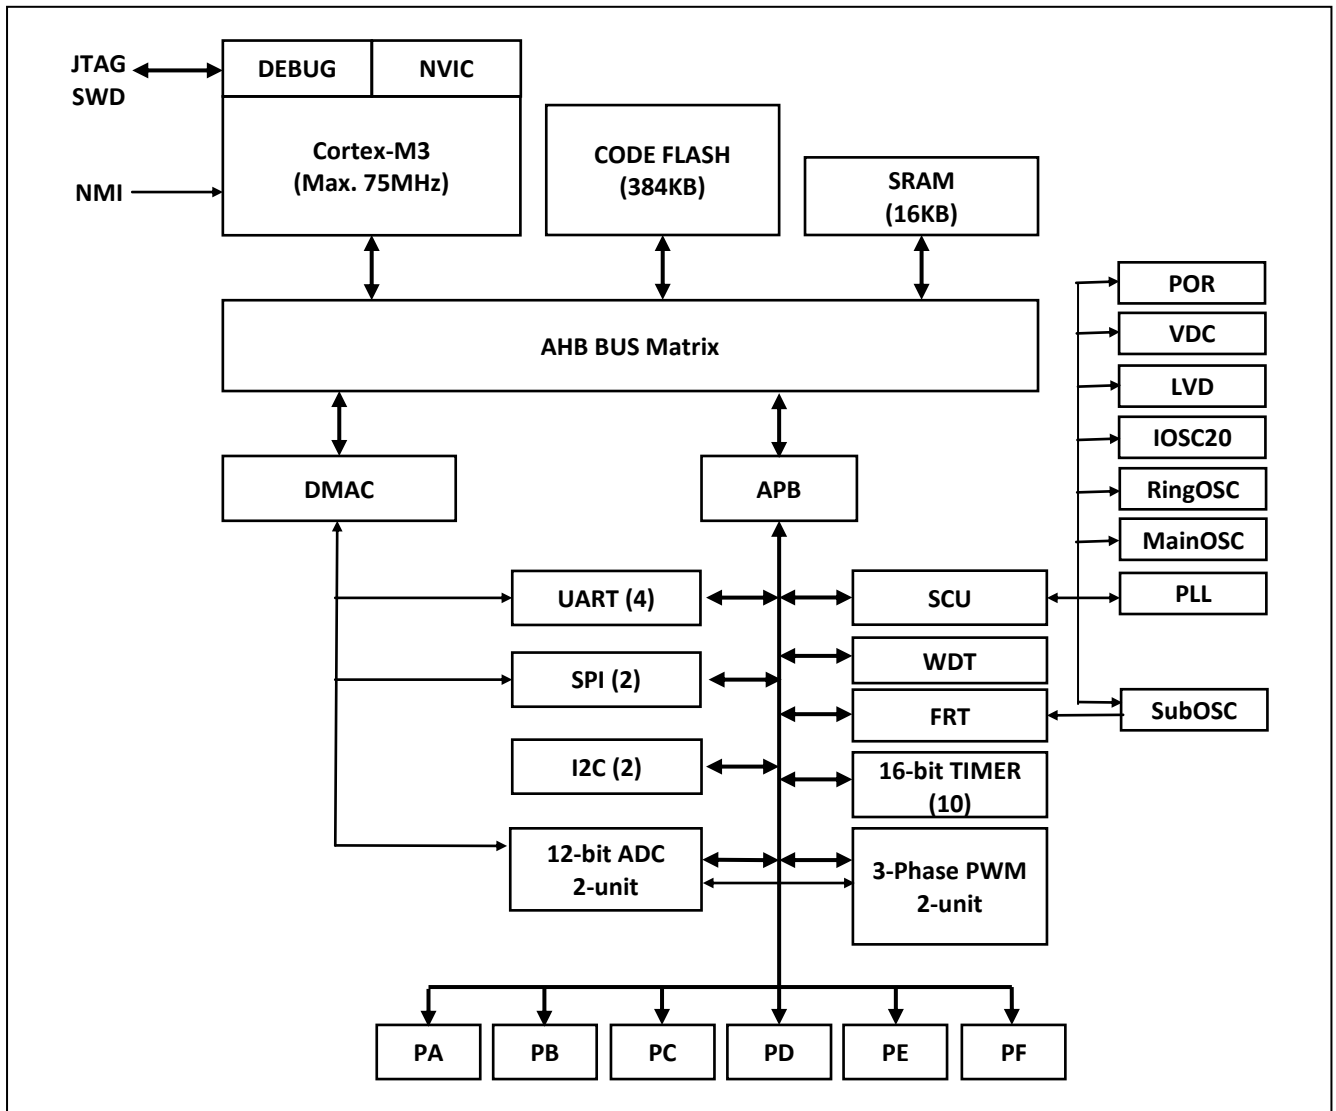 JTAG
SWD
DEBUG
NVIC
Cortex-M3
(Max. 75MHz)
NMI
CODE FLASH
(384KB)
SRAM
(16KB)
AHB BUS Matrix
POR
VDC
LVD
IOSC20
RingOSC
MainOSC
PLL
SubOSC
DMAC
APB
UART (4)
SCU
WDT
SPI (2)
FRT
I2C (2)
16-bit TIMER
(10)
12-bit ADC
2-unit
3-Phase PWM
2-unit
PA
PB
PC
PD
PE
PF